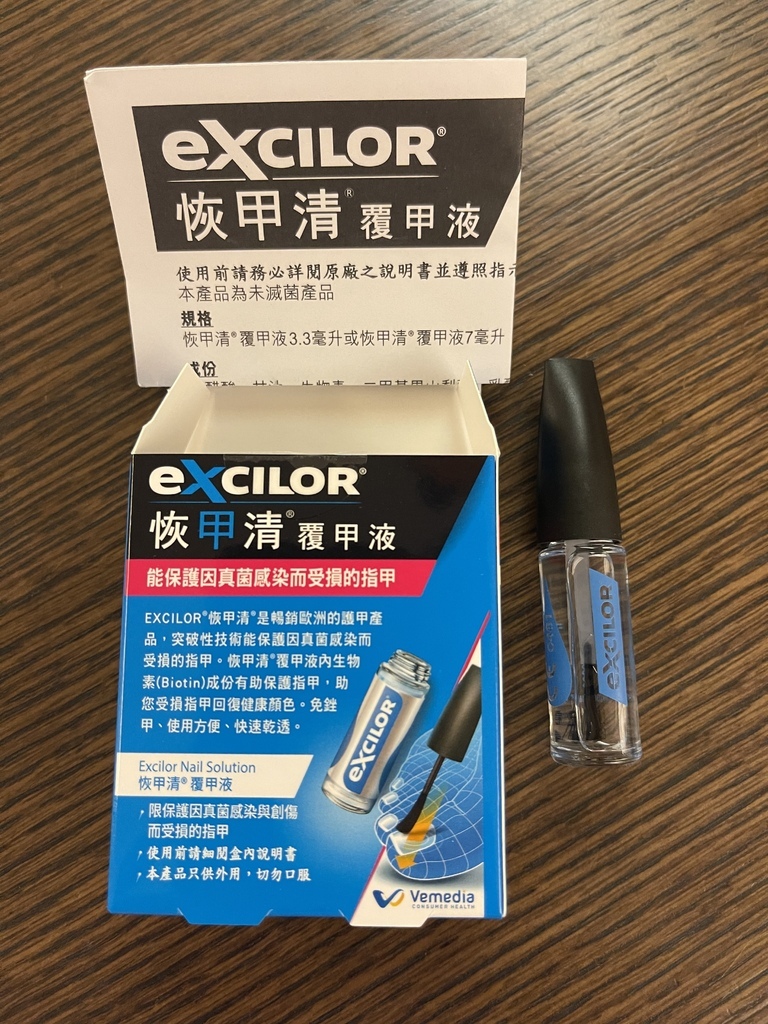 eXCILOR®
恢甲清® 覆甲液
使用前請務必詳閱原廠之說明書並遵照指
本產品為未滅菌產品
規格
恢甲清®覆甲液3.3毫升或恢甲清®覆甲液7毫升
成份
eXCILOR®
恢甲清® 覆甲液
能保護因真菌感染而受損的指甲
EXCILOR®恢甲清®是暢銷歐洲的護甲產
品，突破性技術能保護因真菌感染而
受損的指甲。恢甲清®覆甲液內生物
素(Biotin)成份有助保護指甲，助
您受損指甲回復健康顏色。免銼
甲、使用方便、快速乾透。
eXCILOR®
Excilor Nail Solution
恢甲清® 覆甲液
，限保護因真菌感染與創傷
而受損的指甲
，使用前請細閱盒內說明書
，本產品只供外用，切勿口服
Vemedia
CONSUMER HEALTH
eXCILOR